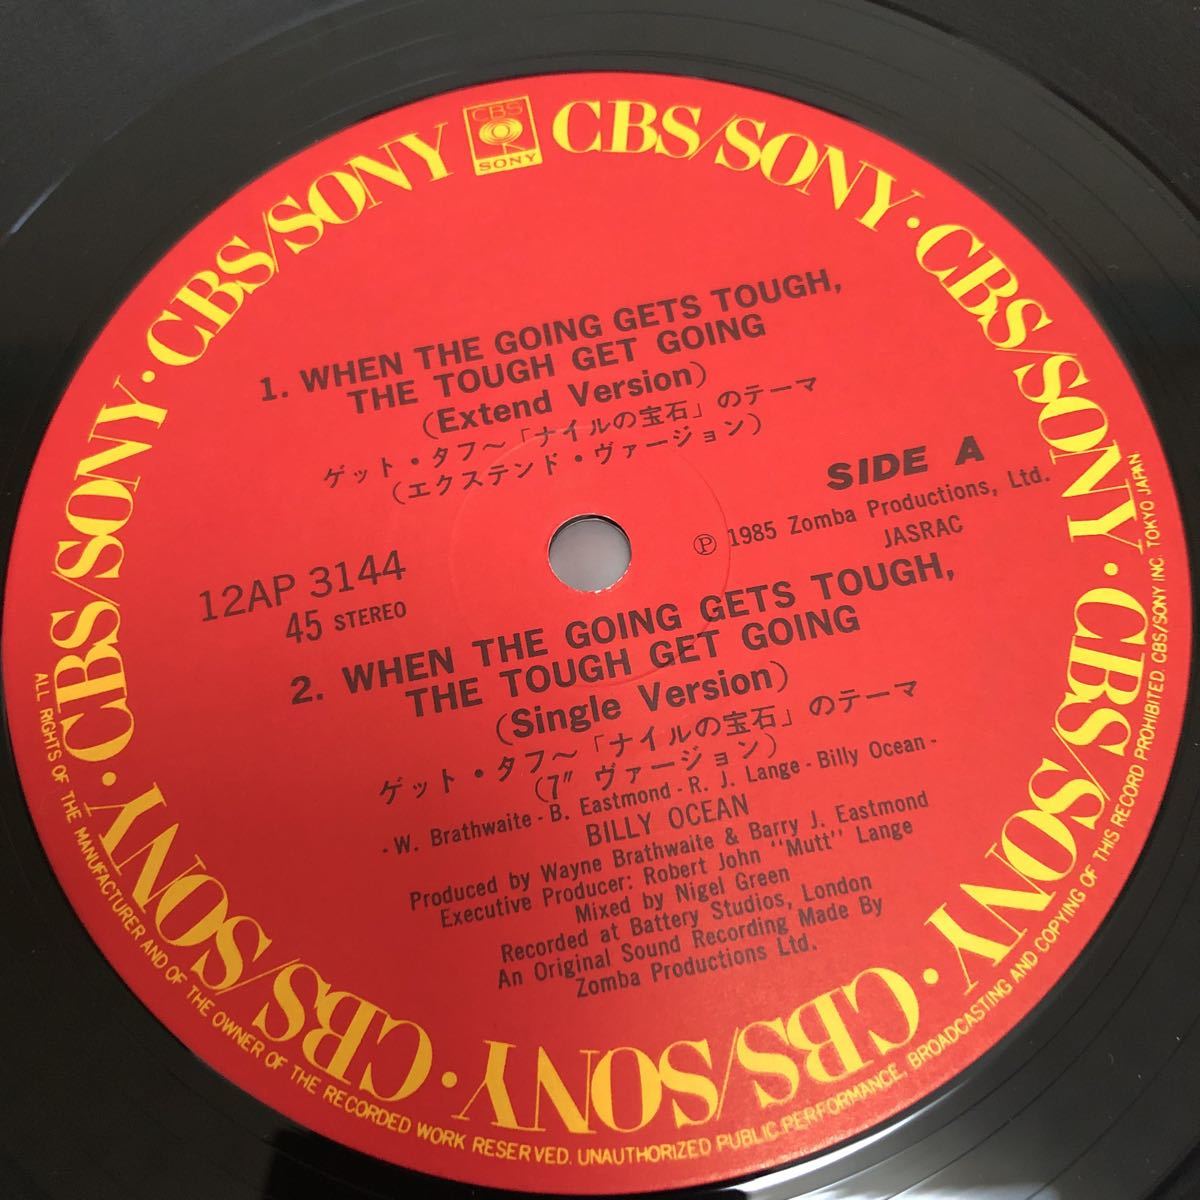 CBS
SONY
CBS/SONY · CBS/SONY · CBS/SONY · CBS/SONY · CBS/SONY · CBS/SONY · CBS/SONY · CBS/SONY
1. WHEN THE GOING GETS TOUGH,
THE TOUGH GET GOING
(Extend Version)
ゲット・タフ〜「ナイルの宝石」のテーマ
(エクステンド・ヴァージョン)
SIDE A
Ⓟ 1985 Zomba Productions, Ltd.
JASRAC
12AP 3144
45 STEREO
2. WHEN THE GOING GETS TOUGH,
THE TOUGH GET GOING
(Single Version)
ゲット・タフ〜「ナイルの宝石」のテーマ
(7" ヴァージョン)
- W. Brathwaite - B. Eastmond - R. J. Lange - Billy Ocean -
BILLY OCEAN
Produced by Wayne Brathwaite & Barry J. Eastmond
Executive Producer: Robert John "Mutt" Lange
Mixed by Nigel Green
Recorded at Battery Studios, London
An Original Sound Recording Made By
Zomba Productions Ltd.
ALL RIGHTS OF THE MANUFACTURER AND OF THE OWNER OF THE RECORDED WORK RESERVED. UNAUTHORIZED PUBLIC PERFORMANCE, BROADCASTING AND COPYING OF THIS RECORD PROHIBITED. CBS/SONY INC. TOKYO JAPAN